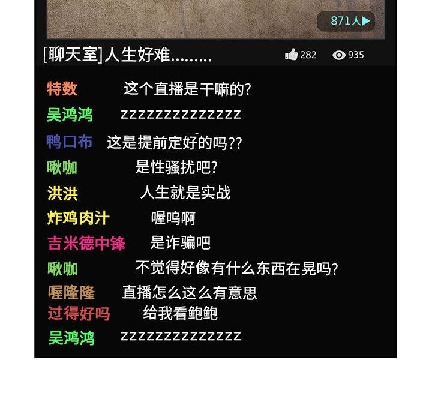 871人▶
[聊天室]人生好难......... 282 935
特数 这个直播是干嘛的?
吴鸿鸿 zzzzzzzzzzzzzz
鸭口布 这是提前定好的吗??
啾咖 是性骚扰吧?
洪洪 人生就是实战
炸鸡肉汁 喔呜啊
吉米德中锋 是诈骗吧
啾咖 不觉得好像有什么东西在晃吗?
喔隆隆 直播怎么这么有意思
过得好吗 给我看鲍鲍
吴鸿鸿 zzzzzzzzzzzzzz